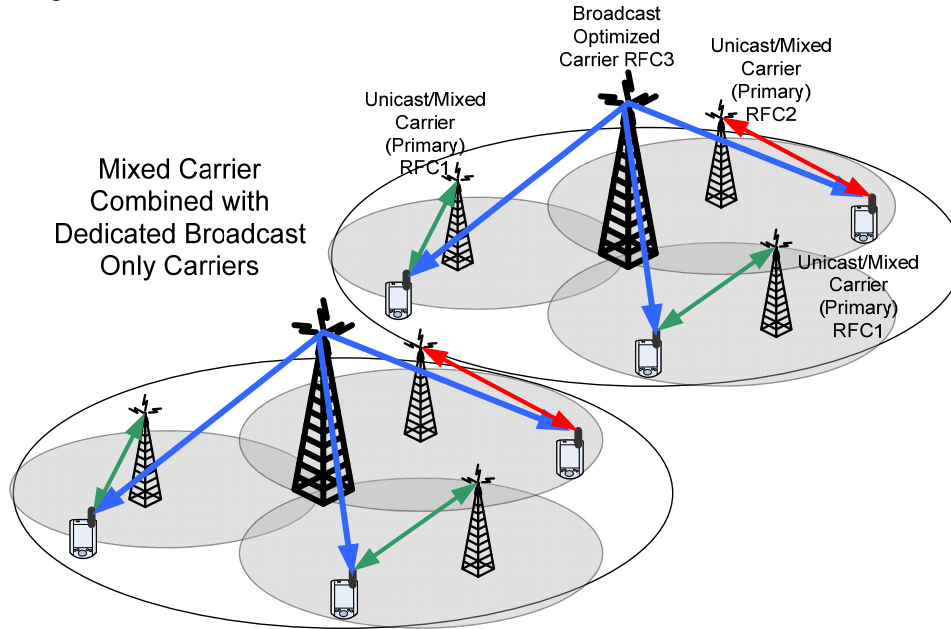 Broadcast
Optimized
Carrier RFC3
Unicast/Mixed
Carrier
(Primary)
RFC2
Unicast/Mixed
Carrier
(Primary)
RFC1
Mixed Carrier
Combined with
Dedicated Broadcast
Only Carriers
Unicast/Mixed
Carrier
(Primary)
RFC1